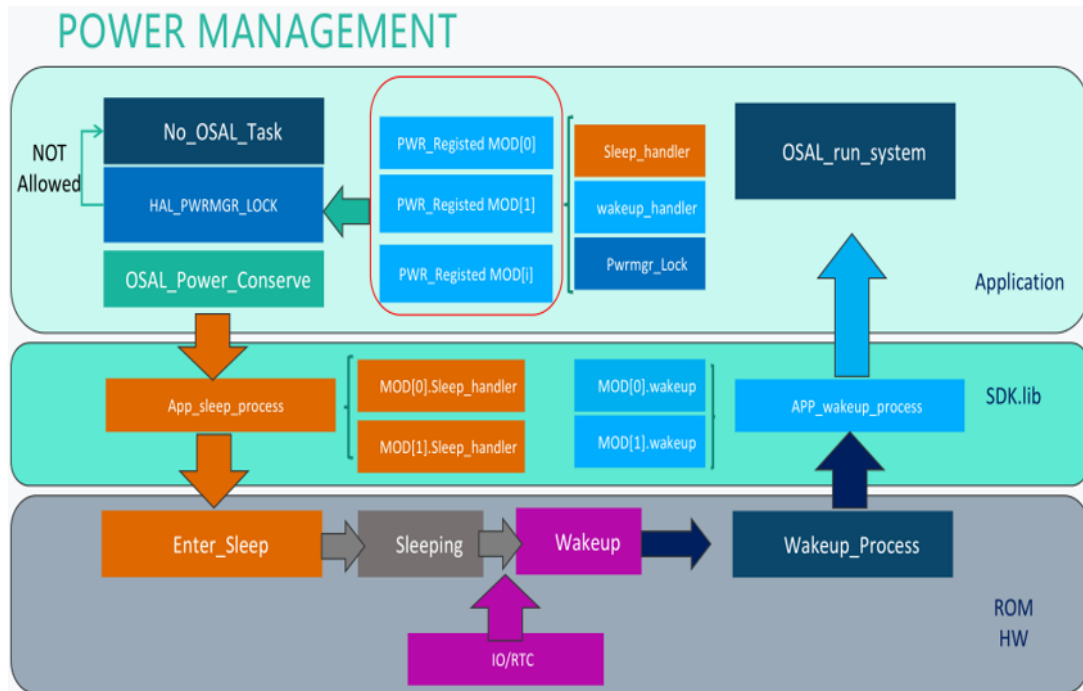 POWER MANAGEMENT
No_OSAL_Task
NOT
Allowed
HAL_PWRMGR_LOCK
OSAL_Power_Conserve
PWR_Registed MOD[0]
PWR_Registed MOD[1]
PWR_Registed MOD[i]
Sleep_handler
wakeup_handler
Pwrmgr_Lock
OSAL_run_system
Application
App_sleep_process
MOD[0].Sleep_handler
MOD[1].Sleep_handler
MOD[0].wakeup
MOD[1].wakeup
APP_wakeup_process
SDK.lib
Enter_Sleep
Sleeping
Wakeup
Wakeup_Process
IO/RTC
ROM
HW